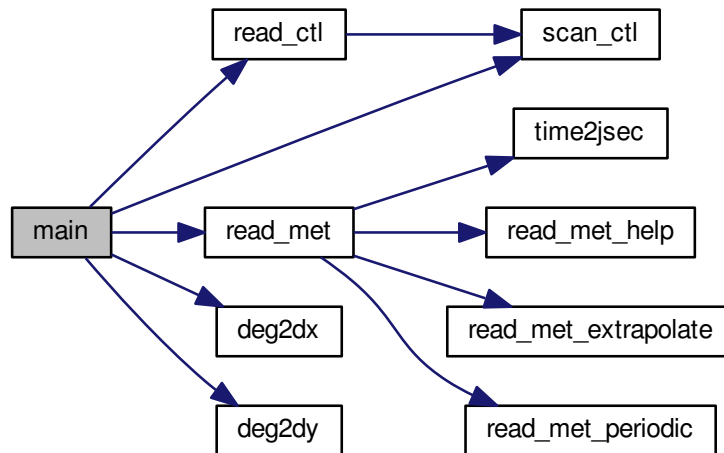 read_ctl
scan_ctl
time2jsec
main
read_met
read_met_help
deg2dx
read_met_extrapolate
deg2dy
read_met_periodic